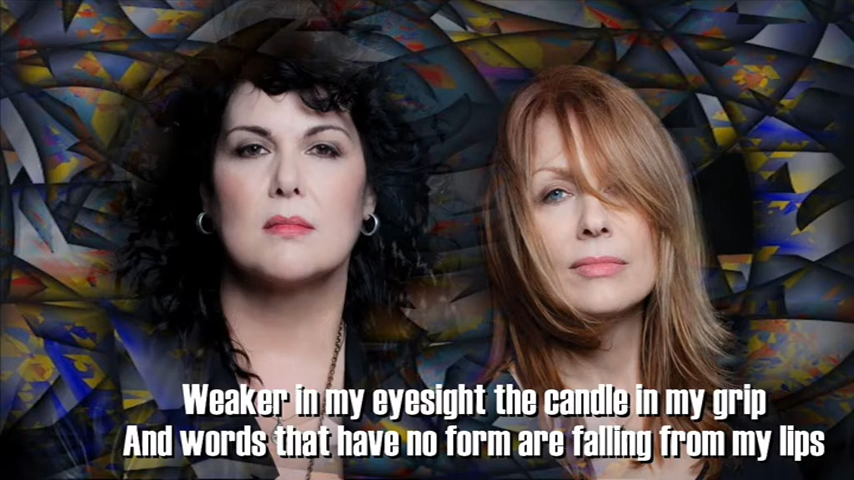 Weaker in my eyesight the candle in my grip
And words that have no form are falling from my lips